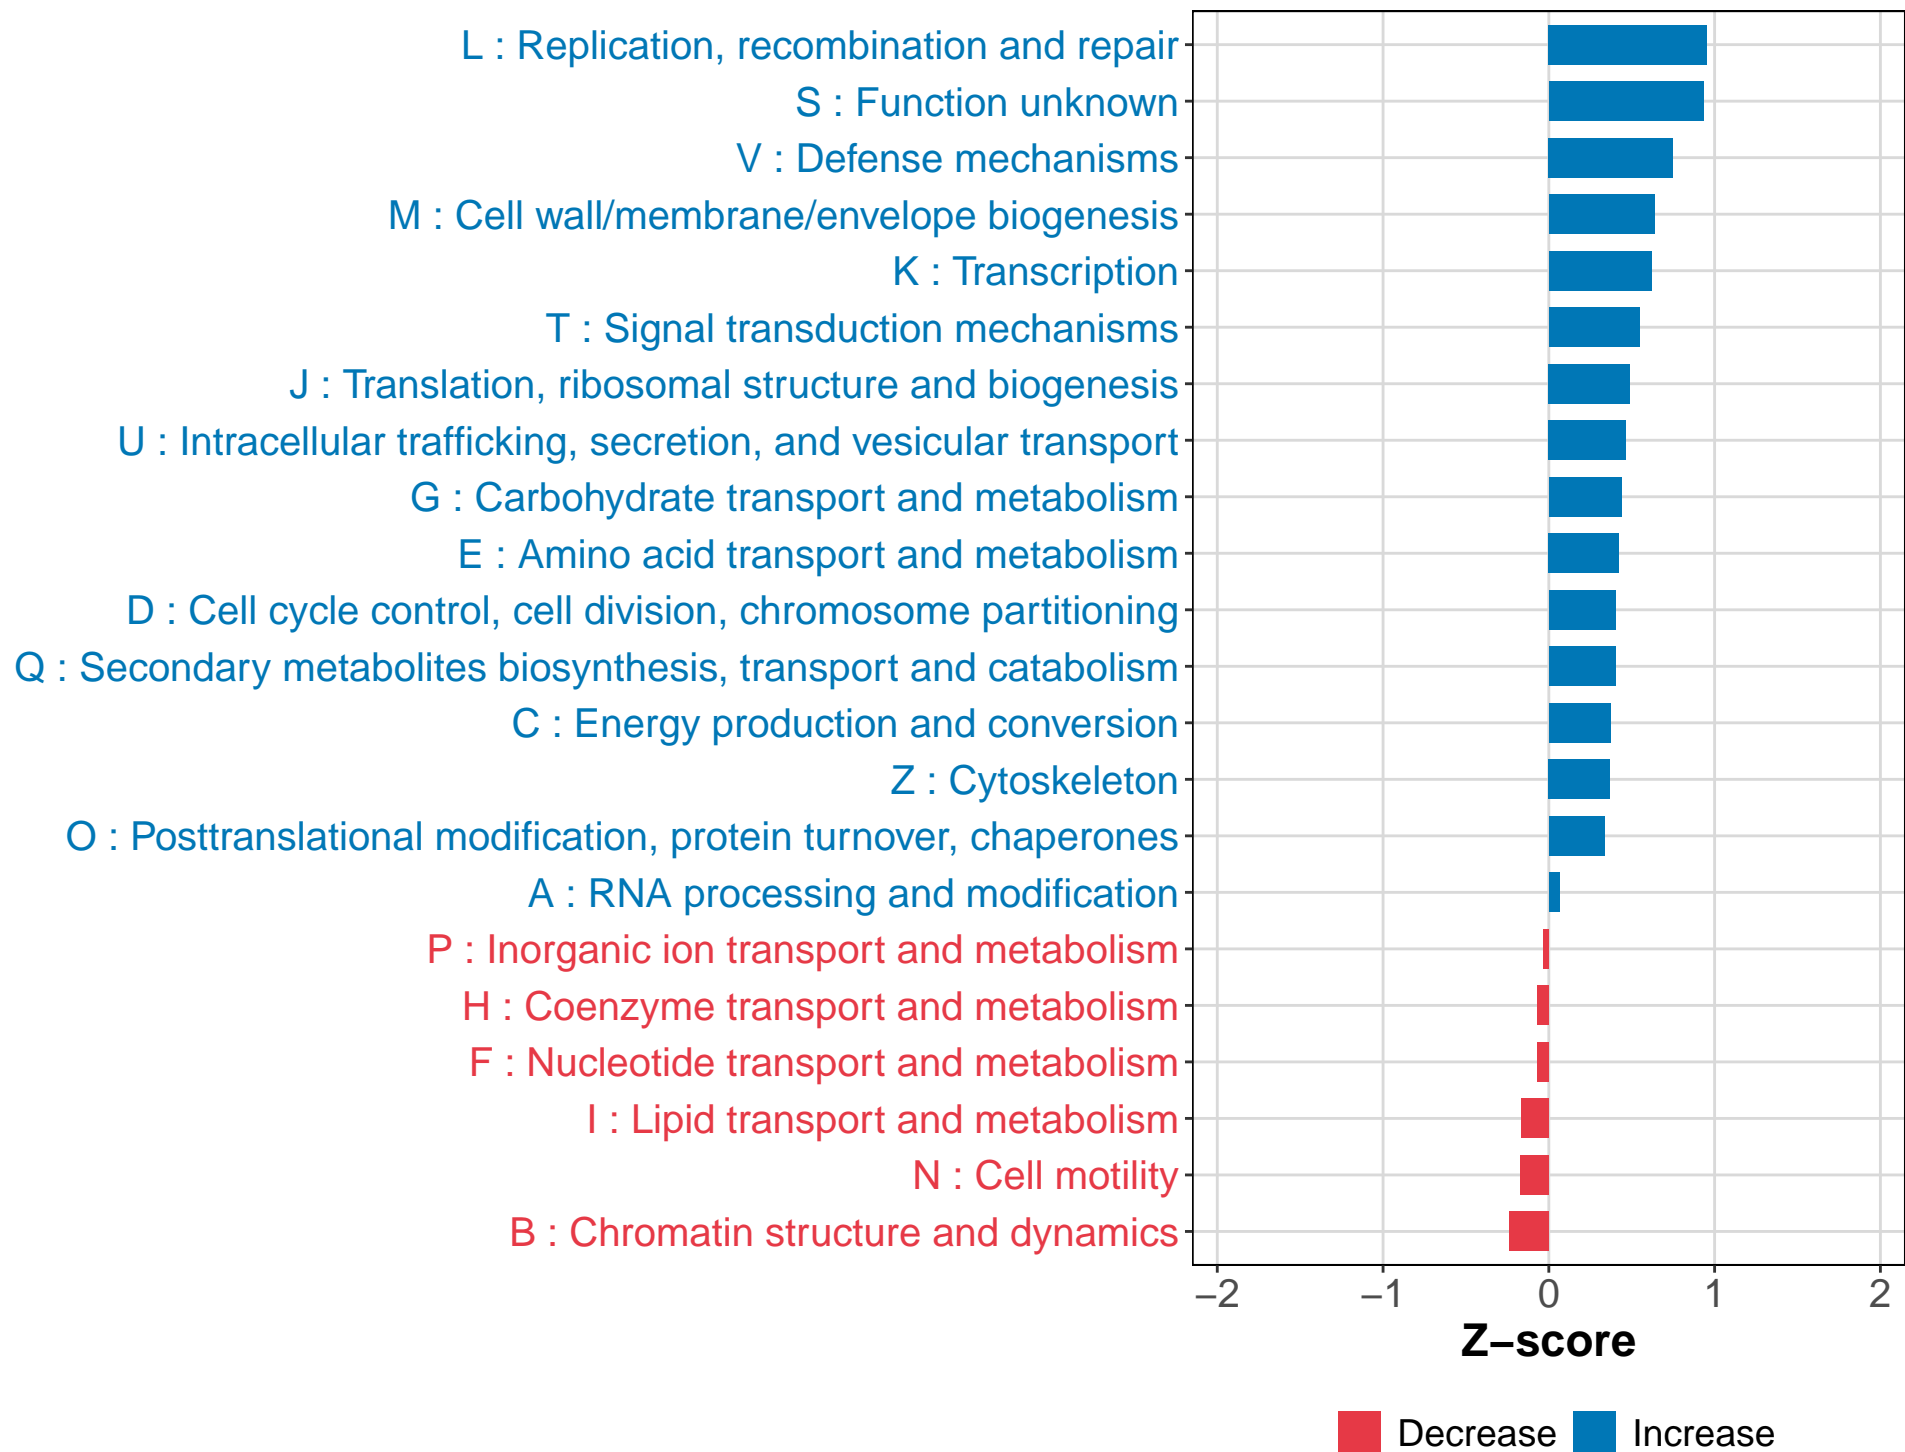 L : Replication, recombination and repair
S : Function unknown
V : Defense mechanisms
M : Cell wall/membrane/envelope biogenesis
K : Transcription
T : Signal transduction mechanisms
J : Translation, ribosomal structure and biogenesis
U : Intracellular trafficking, secretion, and vesicular transport
G : Carbohydrate transport and metabolism
E : Amino acid transport and metabolism
D : Cell cycle control, cell division, chromosome partitioning
Q : Secondary metabolites biosynthesis, transport and catabolism
C : Energy production and conversion
Z : Cytoskeleton
O : Posttranslational modification, protein turnover, chaperones
A : RNA processing and modification
P : Inorganic ion transport and metabolism
H : Coenzyme transport and metabolism
F : Nucleotide transport and metabolism
I : Lipid transport and metabolism
N : Cell motility
B : Chromatin structure and dynamics
−2 −1 0 1 2
Z−score
Decrease Increase